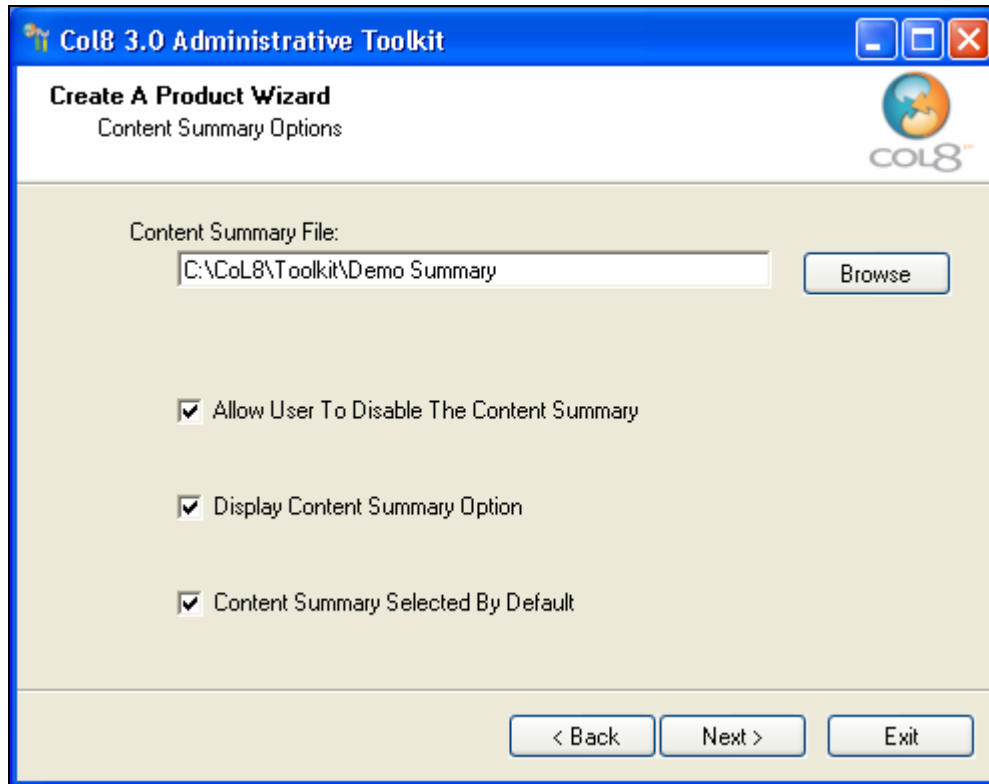 Col8 3.0 Administrative Toolkit
Create A Product Wizard
Content Summary Options
COL8
Content Summary File:
C:\CoL8\Toolkit\Demo Summary
Browse
Allow User To Disable The Content Summary
Display Content Summary Option
Content Summary Selected By Default
< Back
Next >
Exit